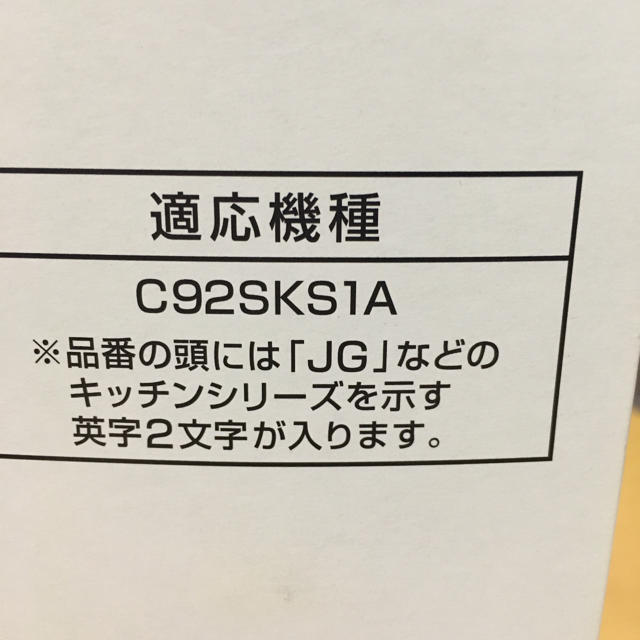 適応機種
C92SKS1A
※品番の頭には「JG」などの
キッチンシリーズを示す
英字2文字が入ります。